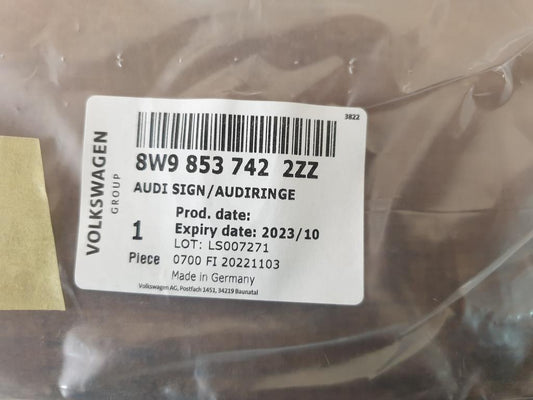 3822
VOLKSWAGEN
GROUP
8W9 853 742 2ZZ
AUDI SIGN/AUDIRINGE
1
Piece
Prod. date:
Expiry date: 2023/10
LOT: LS007271
0700 FI 20221103
Made in Germany
Volkswagen AG, Postfach 1451, 34219 Baunatal